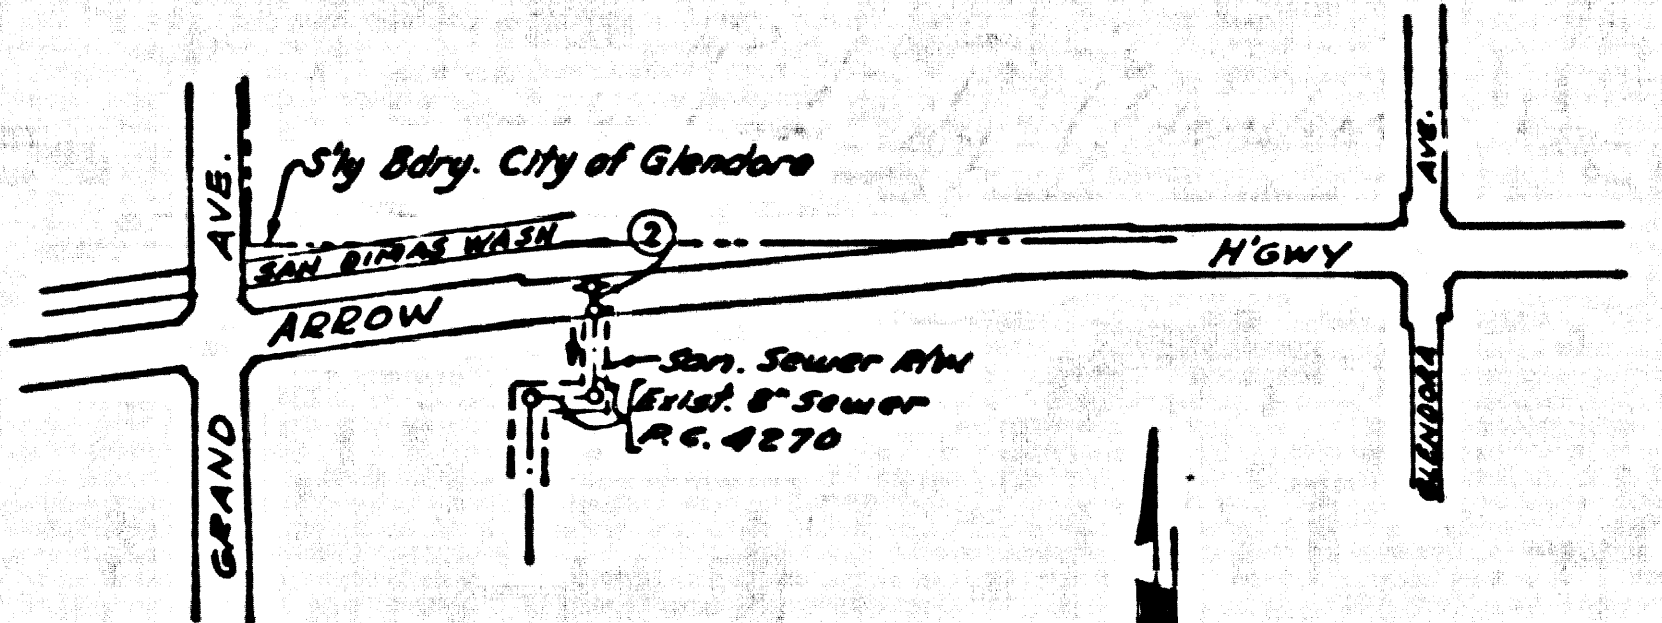 S'ly Bdry. City of Glendora
AVE.
AVE.
SAN DIMAS WASH
2
H'GWY
ARROW
San. Sewer R/W
Exist. 8" Sewer
P.C. 4270
GRAND
GLENDORA